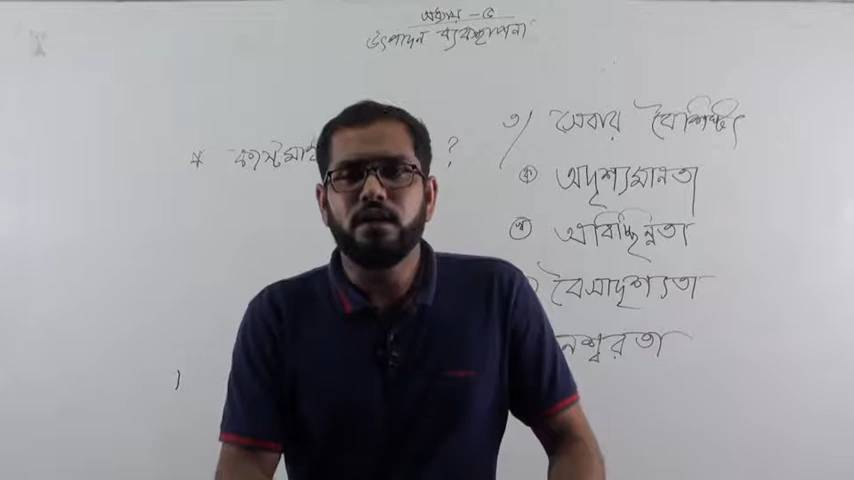 অধ্যায় - ৫
উৎপাদন ব্যবস্থাপনা
* ?
৩) সেবার বৈশিষ্ট্য
(ক) অদৃশ্যমানতা
(খ) অবিচ্ছিন্নতা
বৈসাদৃশ্যতা
নশ্বরতা